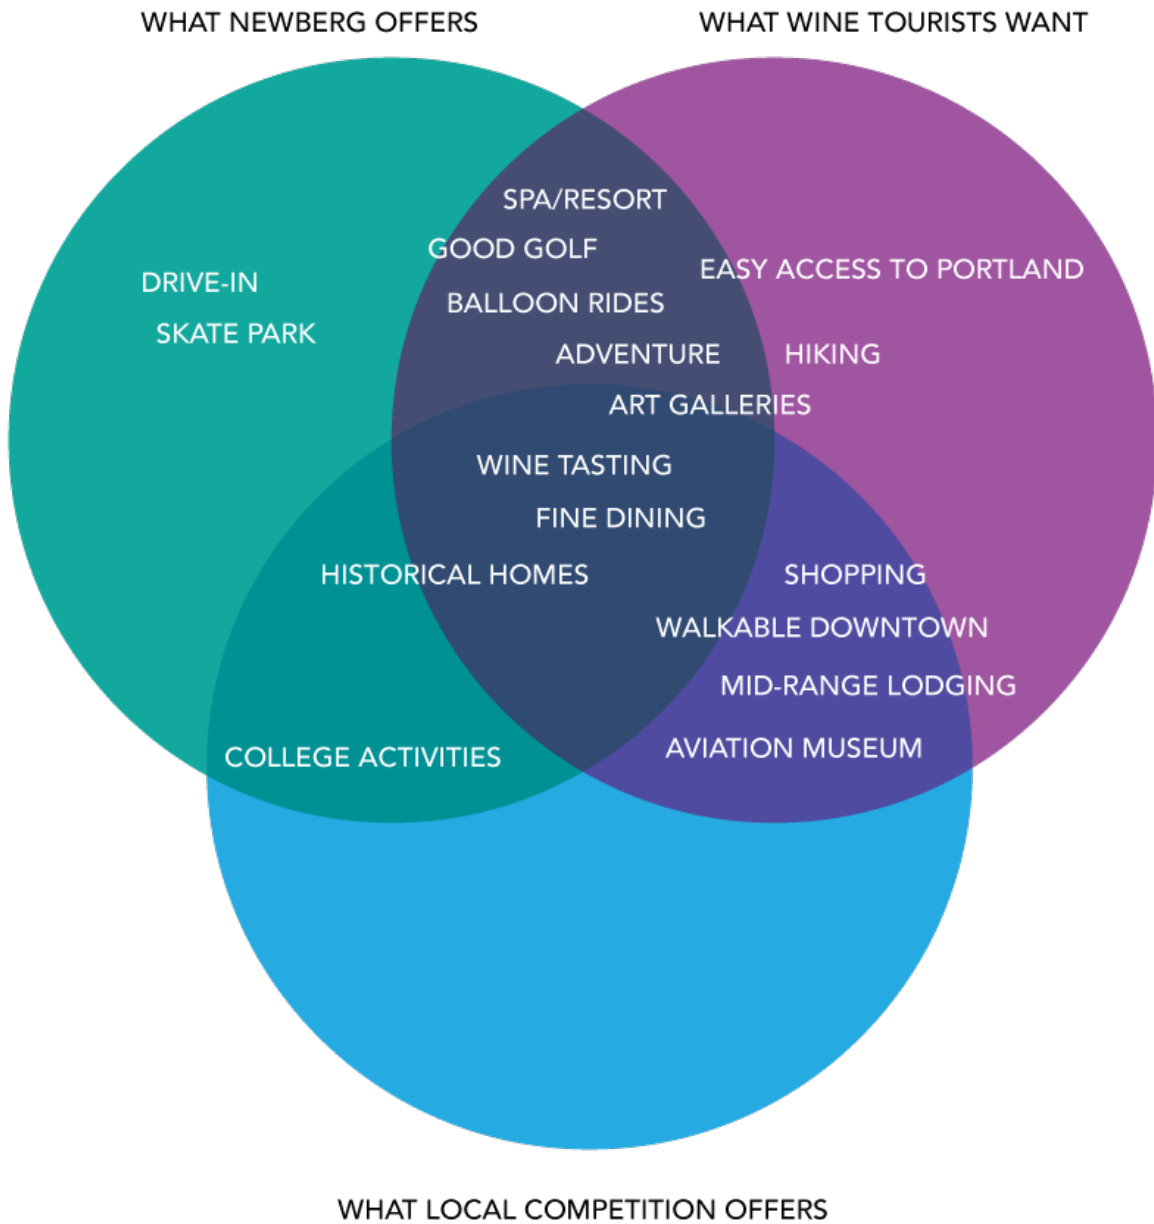 WHAT NEWBERG OFFERS
WHAT WINE TOURISTS WANT
SPA/RESORT
GOOD GOLF
EASY ACCESS TO PORTLAND
DRIVE-IN
BALLOON RIDES
SKATE PARK
ADVENTURE
HIKING
ART GALLERIES
WINE TASTING
FINE DINING
HISTORICAL HOMES
SHOPPING
WALKABLE DOWNTOWN
MID-RANGE LODGING
AVIATION MUSEUM
COLLEGE ACTIVITIES
WHAT LOCAL COMPETITION OFFERS